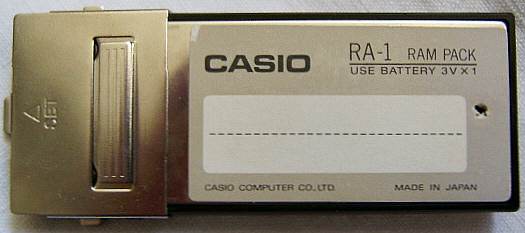 CASIO
RA-1 RAM PACK
USE BATTERY 3V×1
SET
CASIO COMPUTER CO., LTD.
MADE IN JAPAN